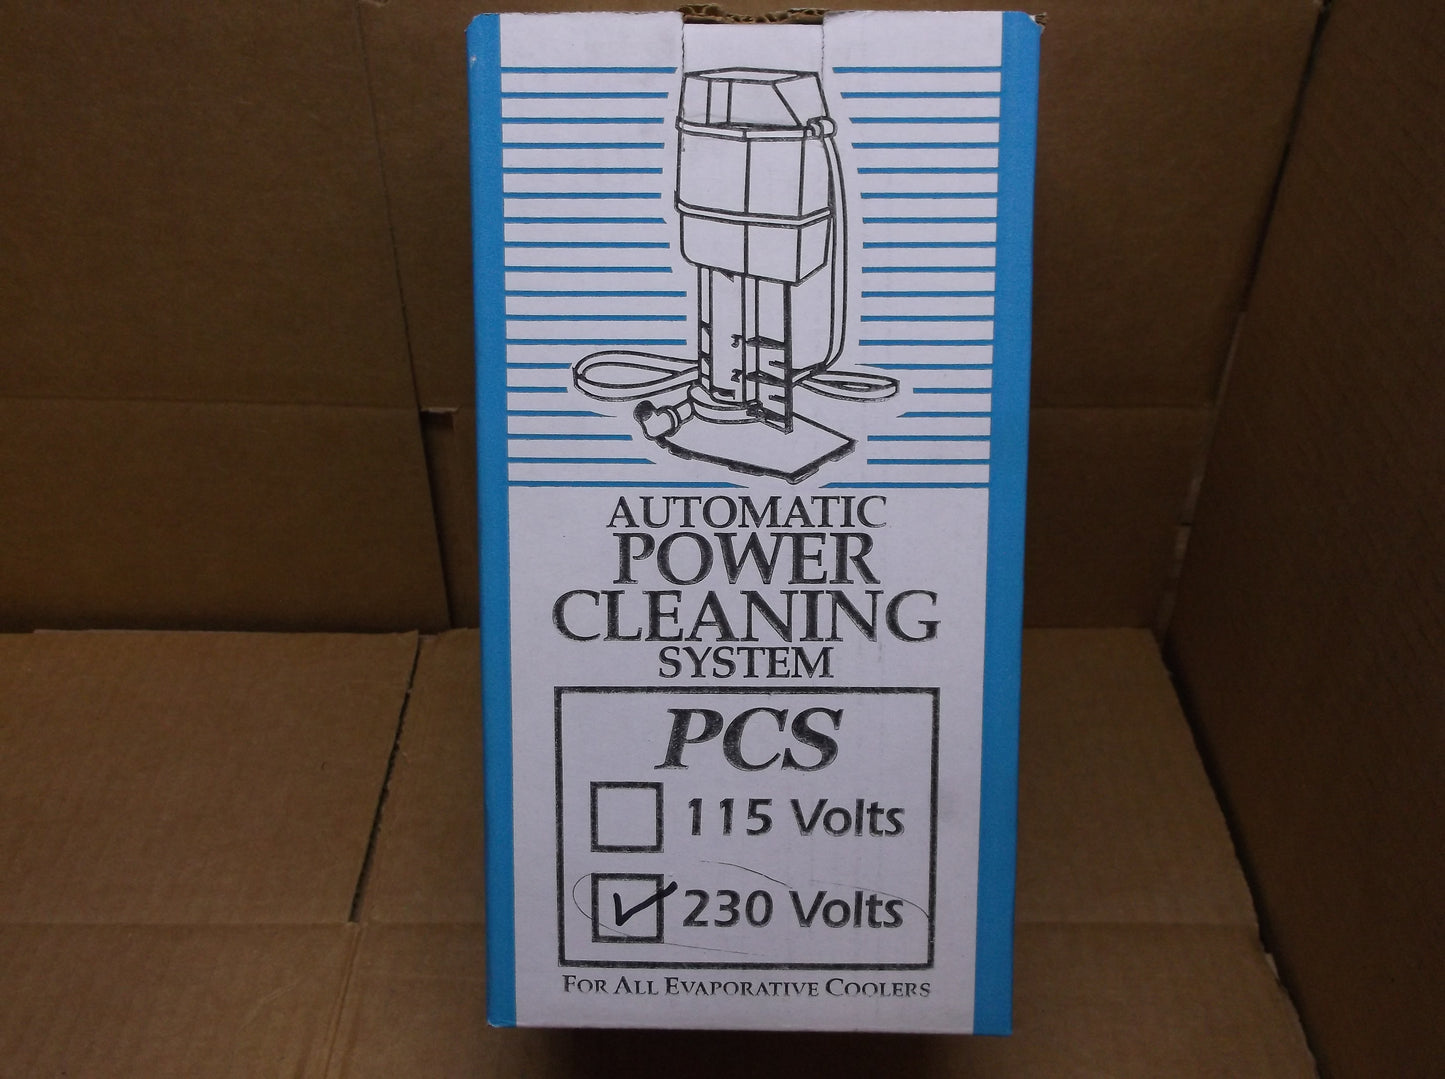 AUTOMATIC
POWER
CLEANING
SYSTEM
PCS
115 Volts
230 Volts
FOR ALL EVAPORATIVE COOLERS